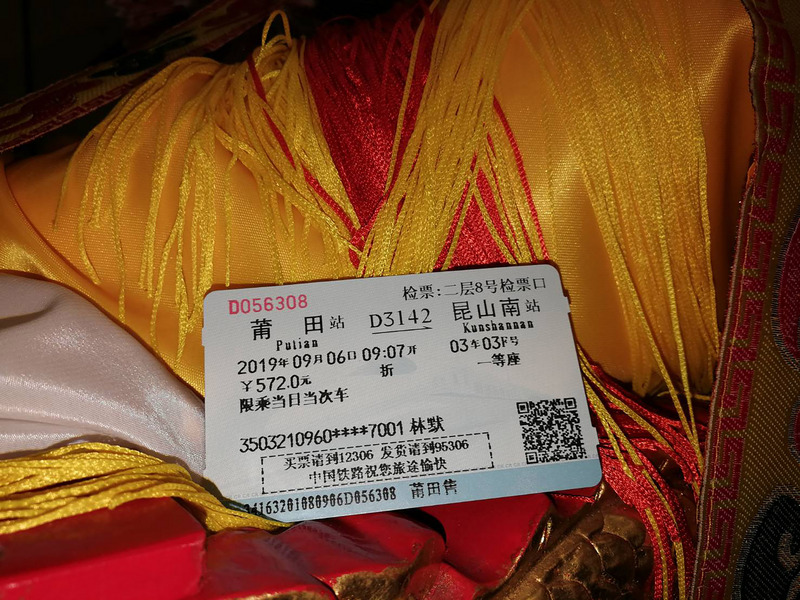 D056308 检票:二层8号检票口
莆田站 D3142 昆山南站
Putian Kunshannan
2019年09月06日 09:07开 03车03F号
¥572.0元 折 一等座
限乘当日当次车
3503210960****7001 林默
买票请到12306 发货请到95306
中国铁路祝您旅途愉快
34163201080906D056308 莆田售